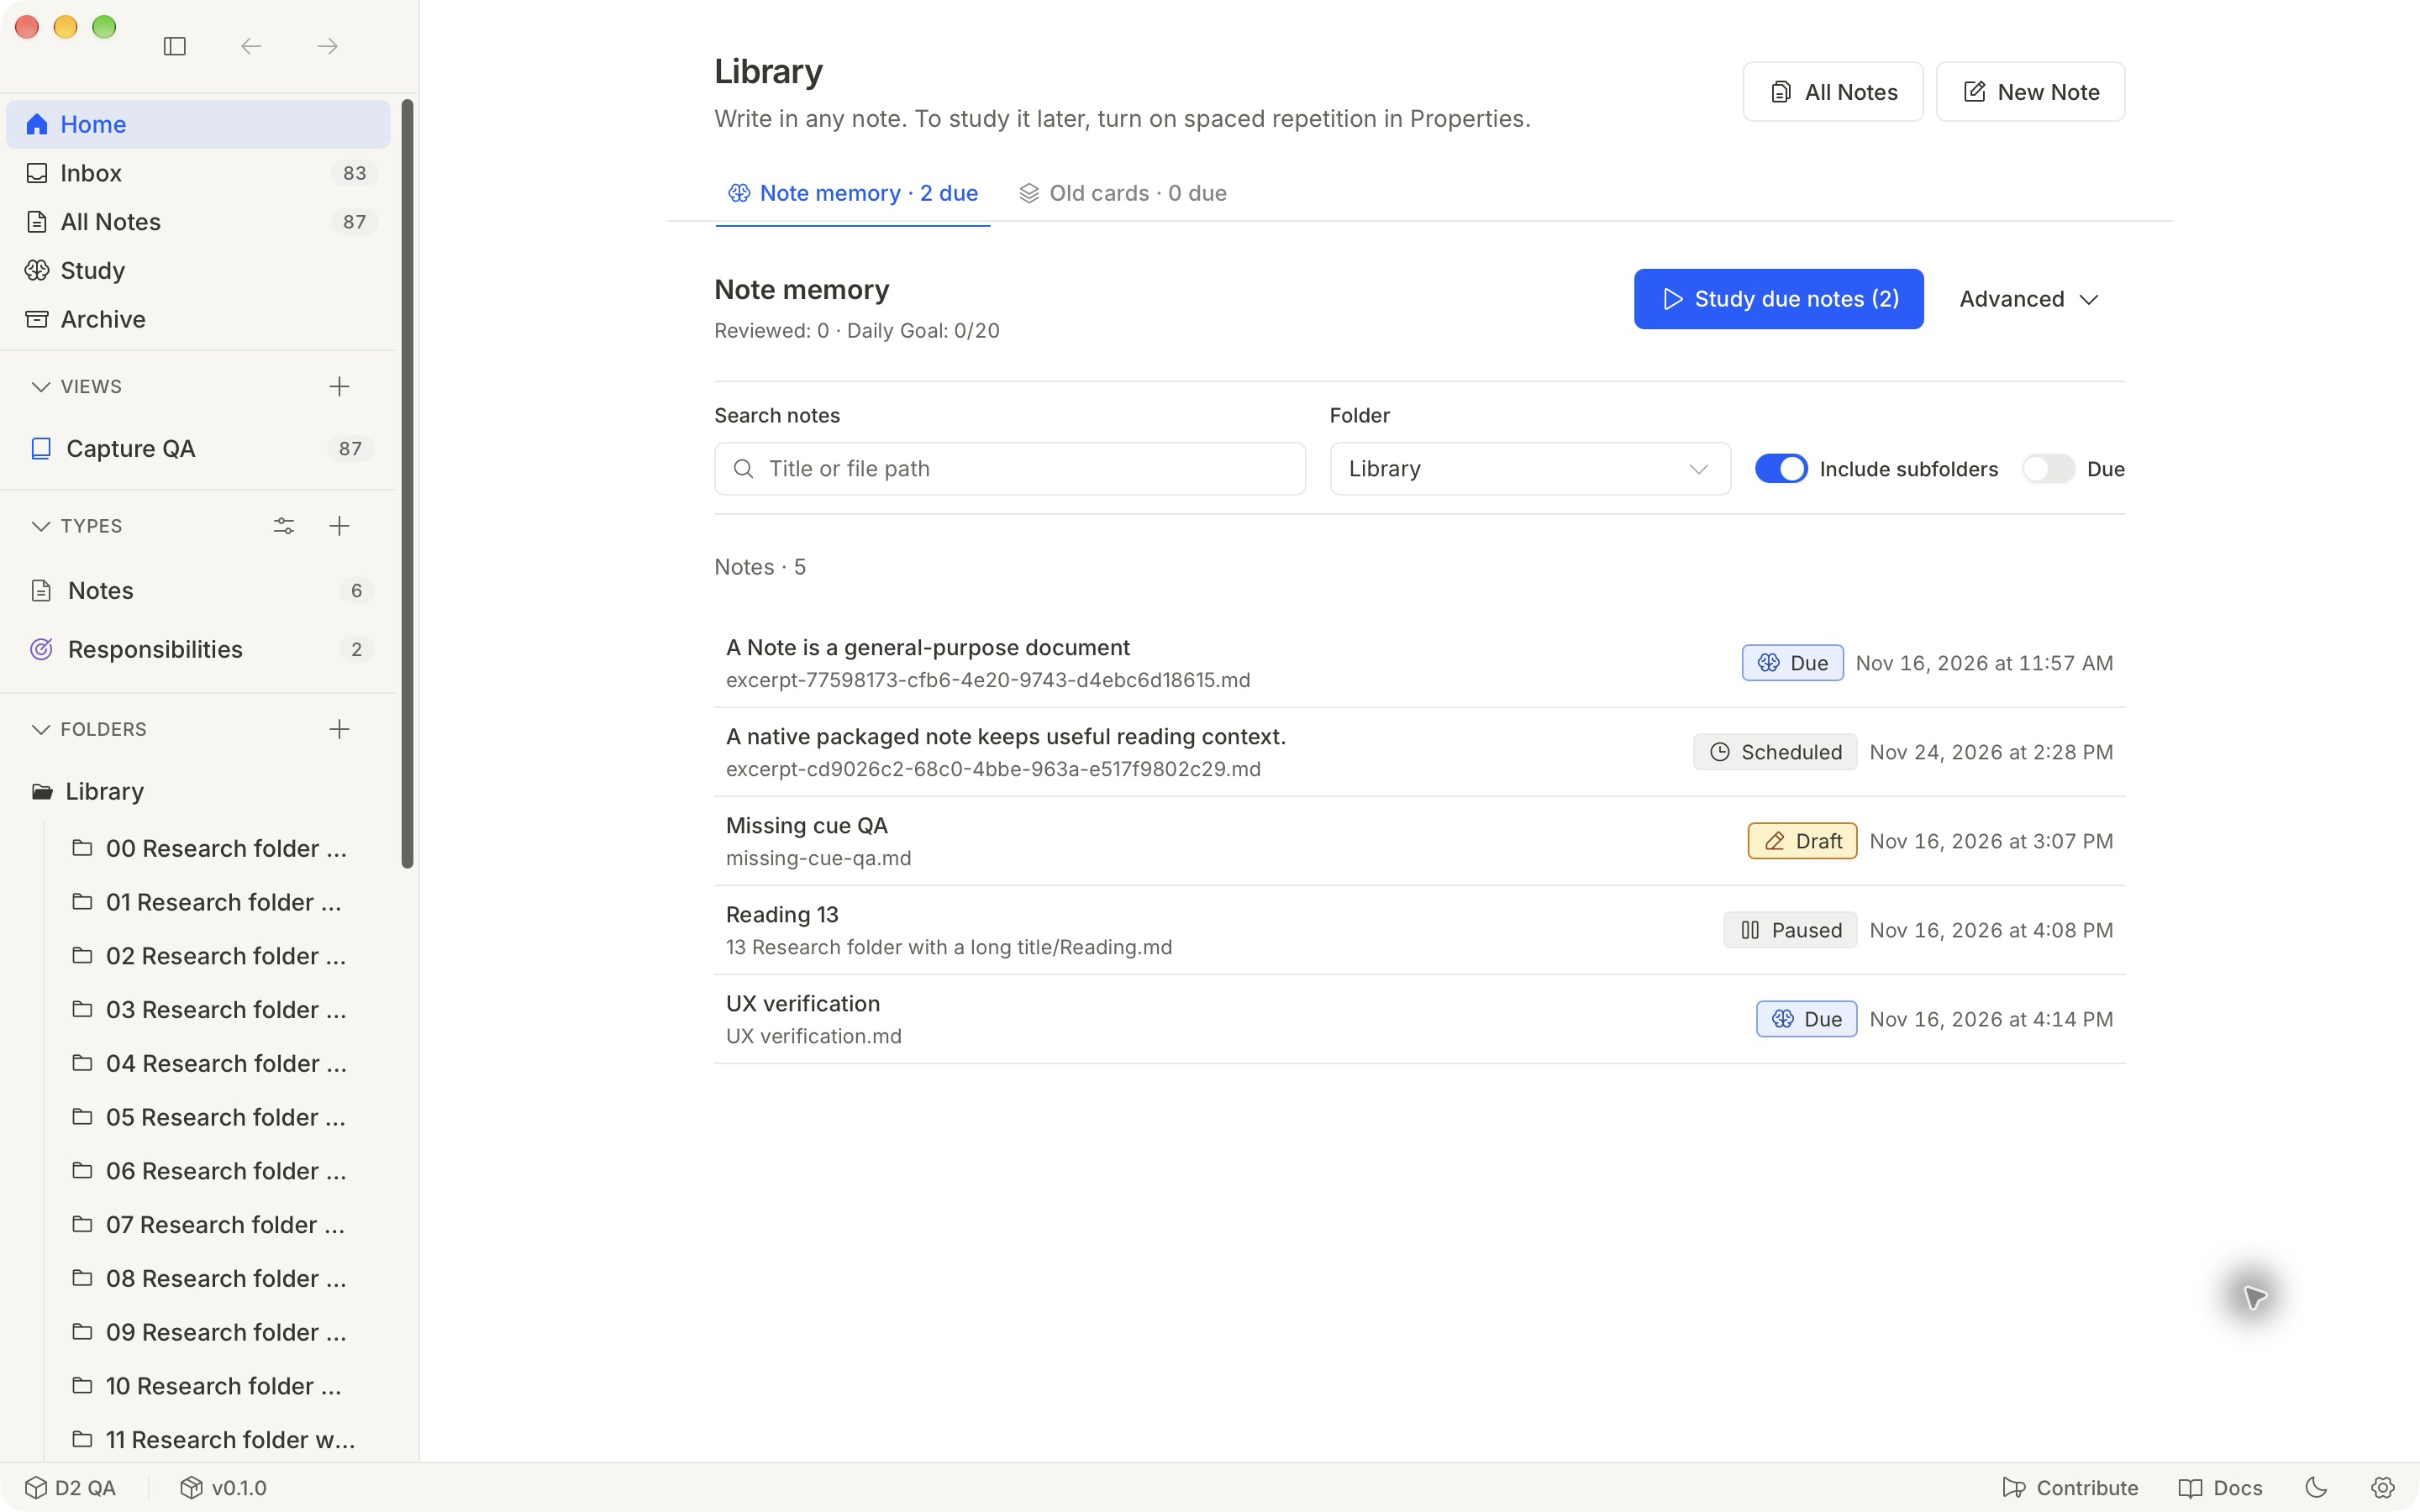 Home
Inbox 83
All Notes 87
Study
Archive
VIEWS
Capture QA 87
TYPES
Notes 6
Responsibilities 2
FOLDERS
Library
00 Research folder ...
01 Research folder ...
02 Research folder ...
03 Research folder ...
04 Research folder ...
05 Research folder ...
06 Research folder ...
07 Research folder ...
08 Research folder ...
09 Research folder ...
10 Research folder ...
11 Research folder w...
Library
Write in any note. To study it later, turn on spaced repetition in Properties.
All Notes
New Note
Note memory · 2 due
Old cards · 0 due
Note memory
Reviewed: 0 · Daily Goal: 0/20
Study due notes (2)
Advanced
Search notes
Title or file path
Folder
Library
Include subfolders
Due
Notes · 5
A Note is a general-purpose document
excerpt-77598173-cfb6-4e20-9743-d4ebc6d18615.md
Due Nov 16, 2026 at 11:57 AM
A native packaged note keeps useful reading context.
excerpt-cd9026c2-68c0-4bbe-963a-e517f9802c29.md
Scheduled Nov 24, 2026 at 2:28 PM
Missing cue QA
missing-cue-qa.md
Draft Nov 16, 2026 at 3:07 PM
Reading 13
13 Research folder with a long title/Reading.md
Paused Nov 16, 2026 at 4:08 PM
UX verification
UX verification.md
Due Nov 16, 2026 at 4:14 PM
D2 QA
v0.1.0
Contribute
Docs